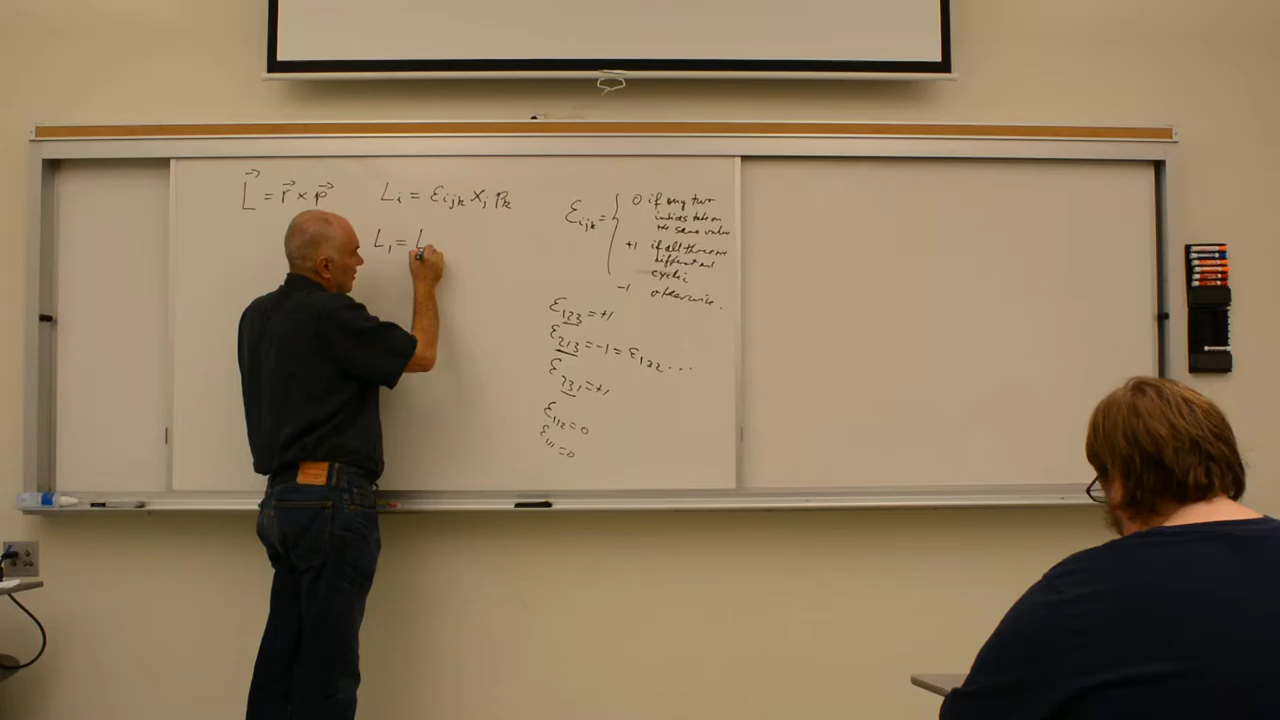 L⃗ = r⃗ × p⃗
Lᵢ = εᵢⱼₖ xⱼ pₖ
L₁ = L
εᵢⱼₖ = { 0 if any two
indices take on
the same value
+1 if all three are
different and
cyclic
-1 otherwise.
ε₁₂₃ = +1
ε₂₁₃ = -1 = ε₁₃₂ ...
ε₂₃₁ = +1
ε₁₁₂ = 0
ε₁₁₁ = 0